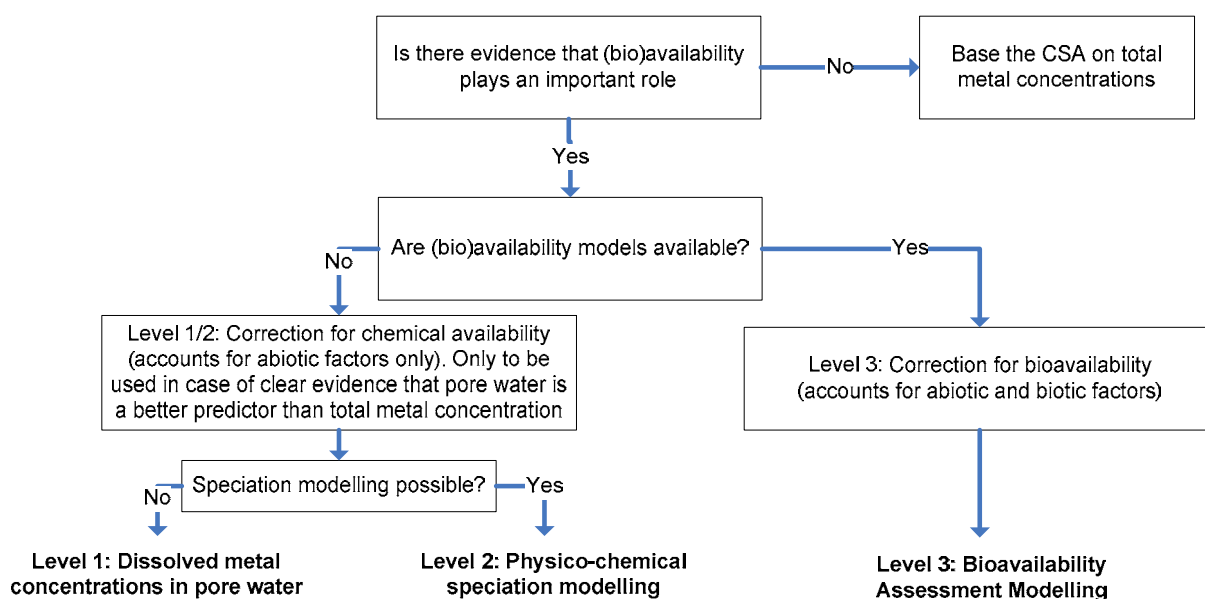 Is there evidence that (bio)availability
plays an important role
No
Base the CSA on total
metal concentrations
Yes
Are (bio)availability models available?
No
Yes
Level 1/2: Correction for chemical availability
(accounts for abiotic factors only). Only to be
used in case of clear evidence that pore water is
a better predictor than total metal concentration
Level 3: Correction for bioavailability
(accounts for abiotic and biotic factors)
Speciation modelling possible?
No
Yes
Level 1: Dissolved metal
concentrations in pore water
Level 2: Physico-chemical
speciation modelling
Level 3: Bioavailability
Assessment Modelling